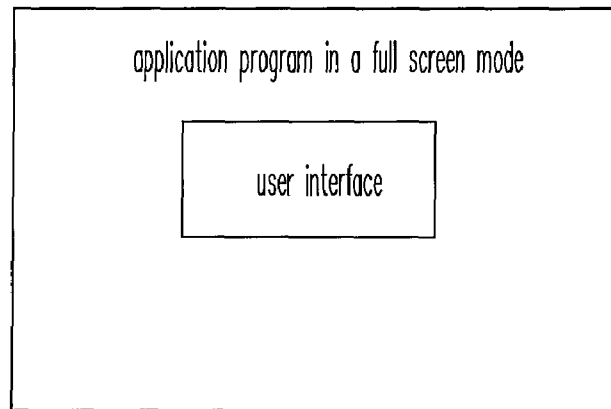 application program in a full screen mode
user interface